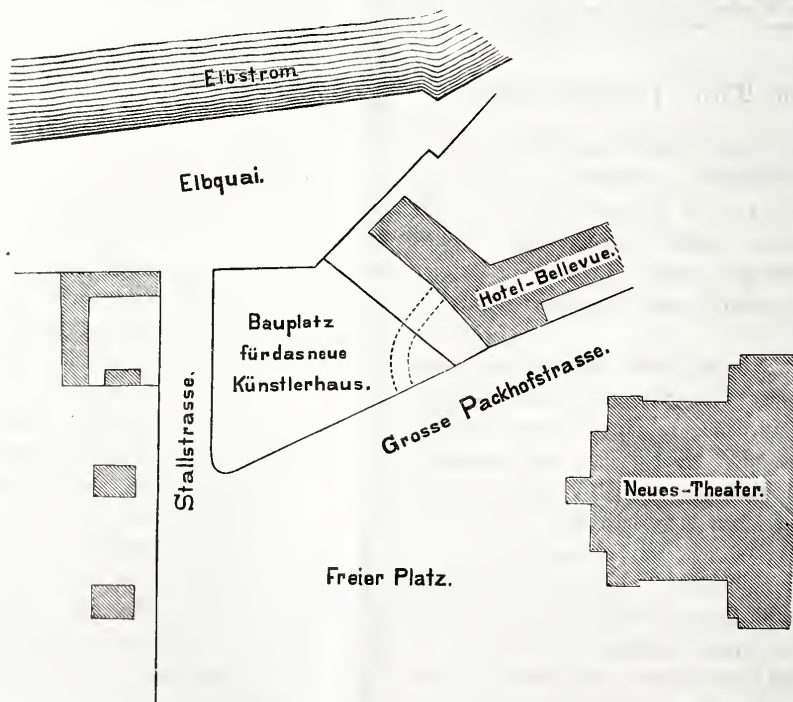 Elbstrom
Elbquai.
Hotel-Bellevue.
Bauplatz
fürdasneue
Künstlerhaus.
Grosse Packhofstrasse.
Stallstrasse.
Neues-Theater.
Freier Platz.